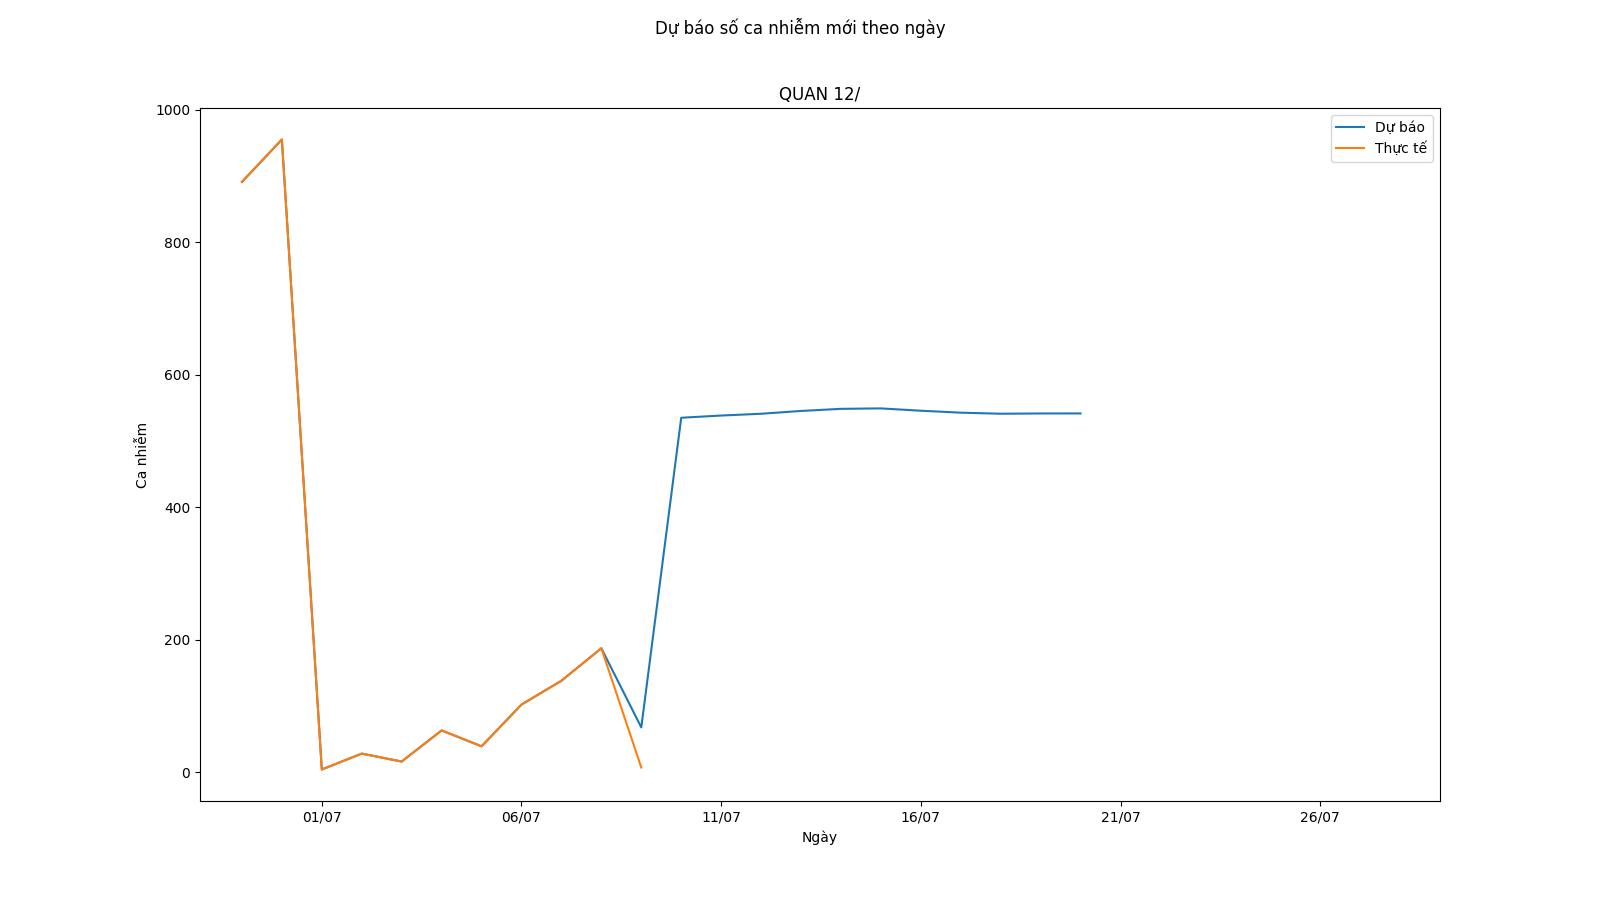 Dự báo số ca nhiễm mới theo ngày
QUAN 12/
Dự báo
Thực tế
1000
800
600
400
200
0
Ca nhiễm
01/07
06/07
11/07
16/07
21/07
26/07
Ngày